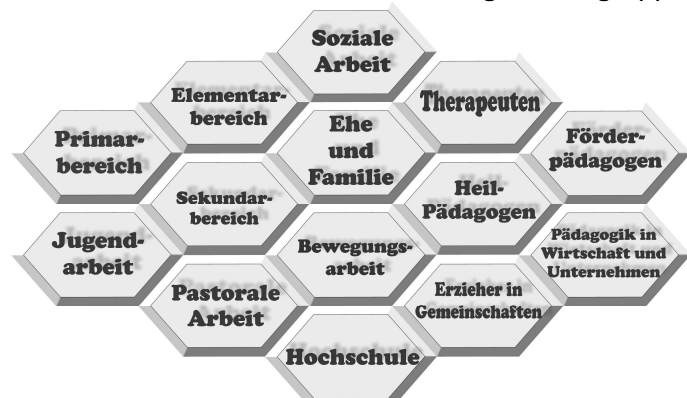 Soziale
Arbeit
Elementar-
bereich
Therapeuten
Primar-
bereich
Ehe
und
Familie
Förder-
pädagogen
Sekundar-
bereich
Heil-
Pädagogen
Jugend-
arbeit
Bewegungs-
arbeit
Pädagogik in
Wirtschaft und
Unternehmen
Pastorale
Arbeit
Erzieher in
Gemeinschaften
Hochschule